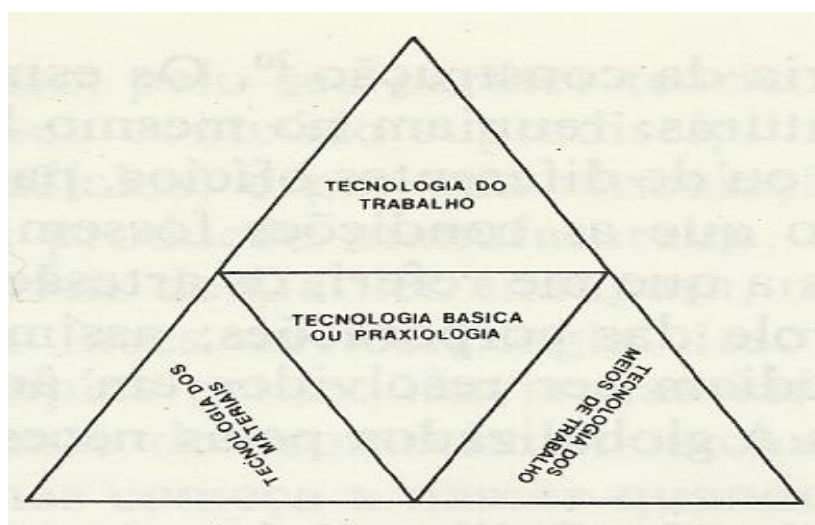 TECNOLOGIA DO
TRABALHO
TECNOLOGIA BASICA
OU PRAXIOLOGIA
TECNOLOGIA DOS
MATERIAIS
TECNOLOGIA DOS
MEIOS DE TRABALHO